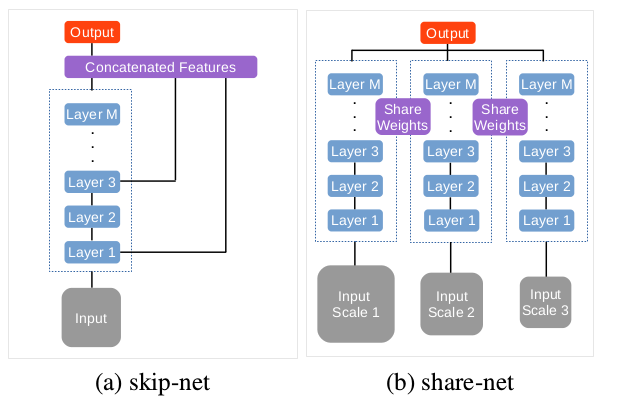 Output
Concatenated Features
Layer M
Layer 3
Layer 2
Layer 1
Input
(a) skip-net
Output
Layer M
Layer M
Layer M
Share
Weights
Share
Weights
Layer 3
Layer 3
Layer 3
Layer 2
Layer 2
Layer 2
Layer 1
Layer 1
Layer 1
Input
Scale 1
Input
Scale 2
Input
Scale 3
(b) share-net